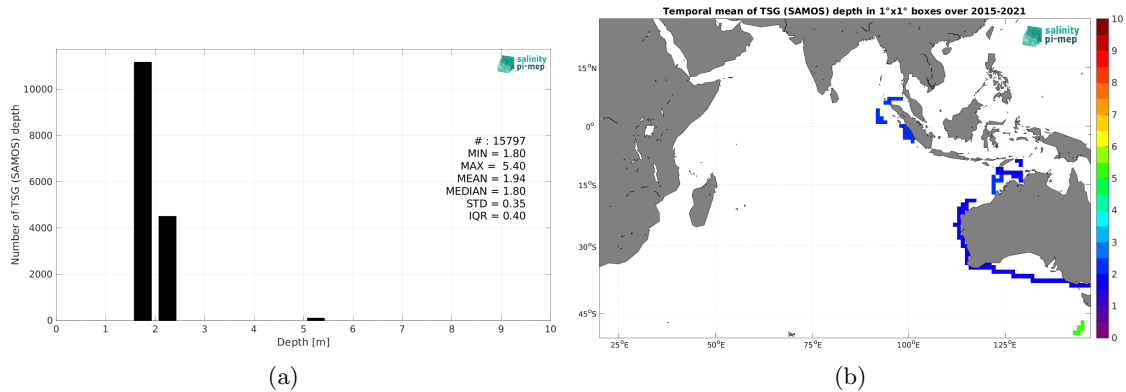 salinity
pi-mep
Number of TSG (SAMOS) depth
10000
8000
6000
4000
2000
0
# : 15797
MIN = 1.80
MAX = 5.40
MEAN = 1.94
MEDIAN = 1.80
STD = 0.35
IQR = 0.40
0 1 2 3 4 5 6 7 8 9 10
Depth [m]
(a)
Temporal mean of TSG (SAMOS) depth in 1°x1° boxes over 2015-2021
salinity
pi-mep
15°N
0°
15°S
30°S
45°S
25°E 50°E 75°E 100°E 125°E
10
9
8
7
6
5
4
3
2
1
0
(b)